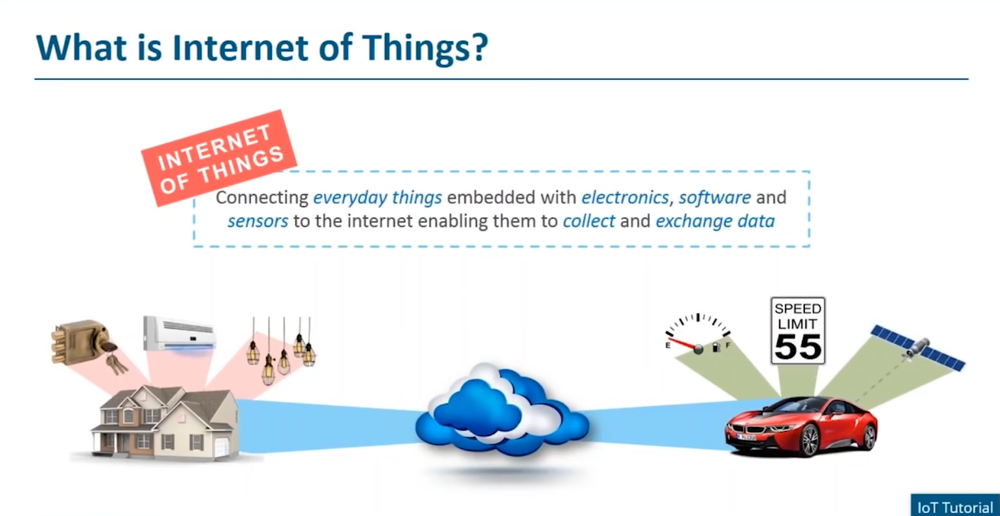 What is Internet of Things?
INTERNET
OF THINGS
Connecting everyday things embedded with electronics, software and
sensors to the internet enabling them to collect and exchange data
E
F
SPEED
LIMIT
55
IoT Tutorial